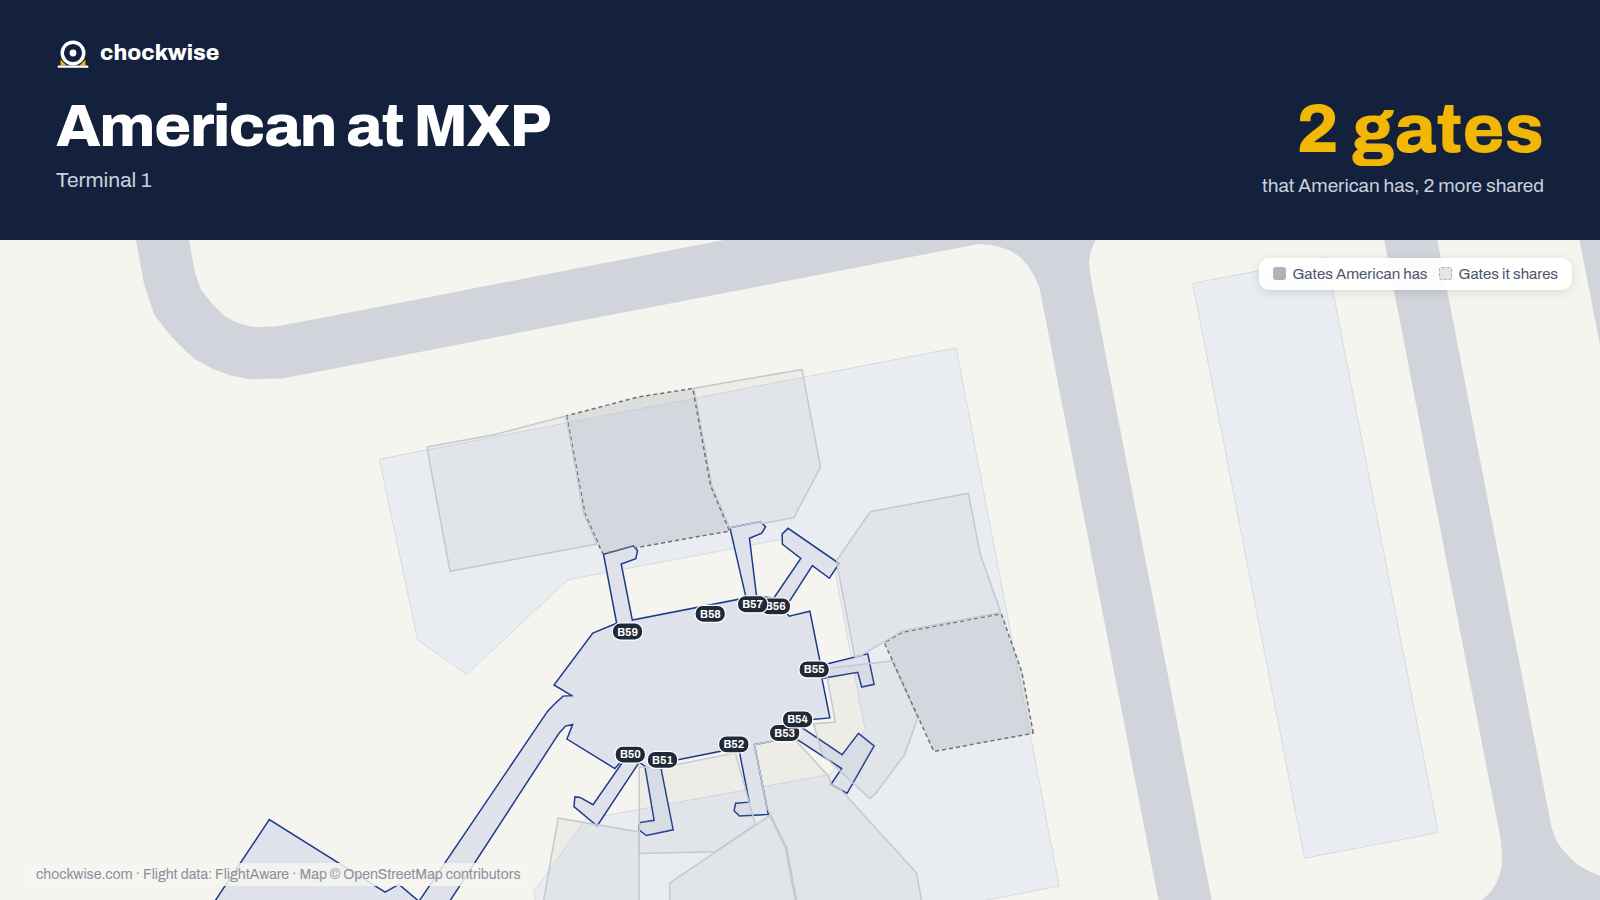 chockwise
American at MXP
Terminal 1
2 gates
that American has, 2 more shared
Gates American has
Gates it shares
B57
B56
B58
B59
B55
B54
B53
B52
B50
B51
chockwise.com · Flight data: FlightAware · Map © OpenStreetMap contributors